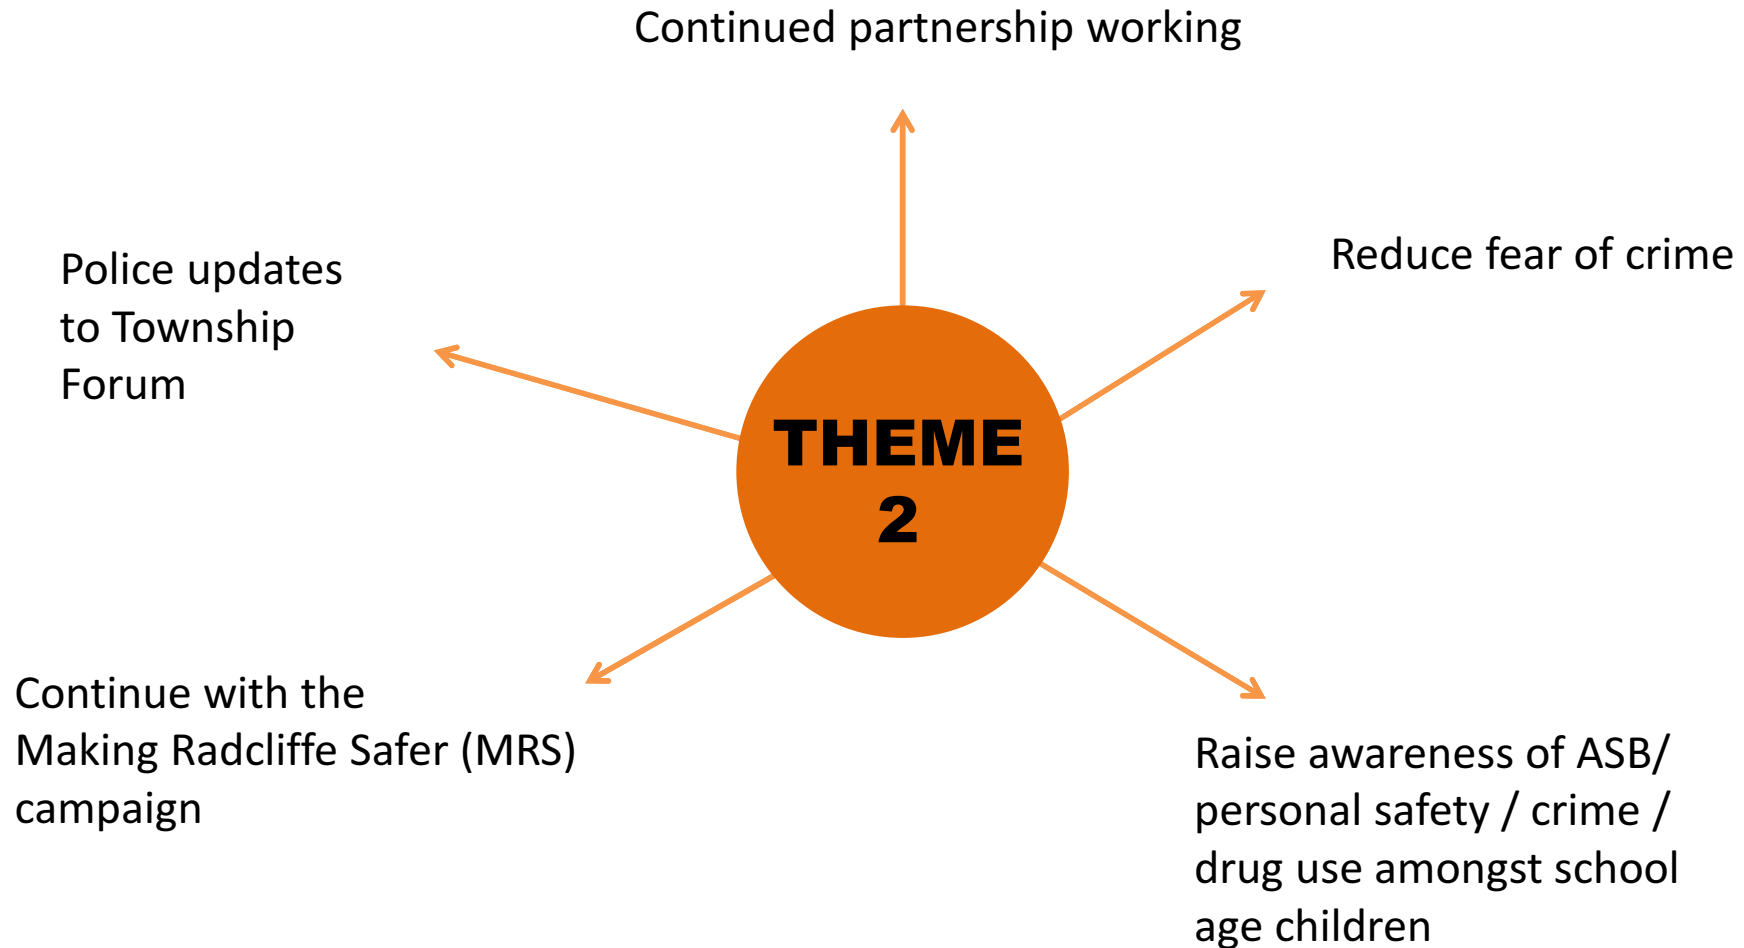 Continued partnership working
Police updates
to Township
Forum
Reduce fear of crime
THEME
2
Continue with the
Making Radcliffe Safer (MRS)
campaign
Raise awareness of ASB/
personal safety / crime /
drug use amongst school
age children